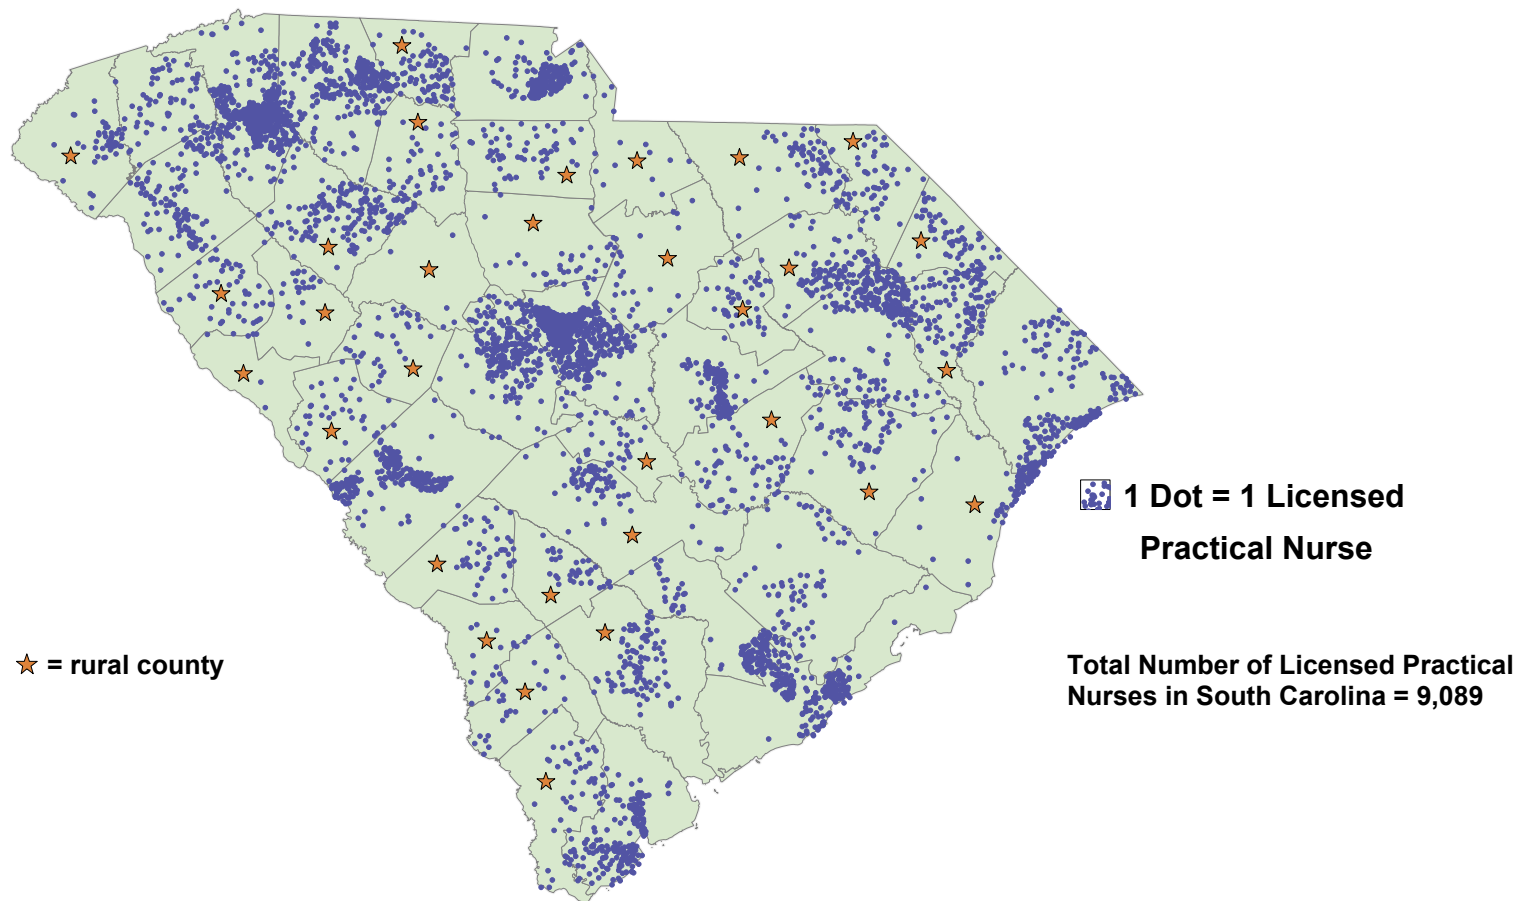 1 Dot = 1 Licensed
Practical Nurse
= rural county
Total Number of Licensed Practical
Nurses in South Carolina = 9,089